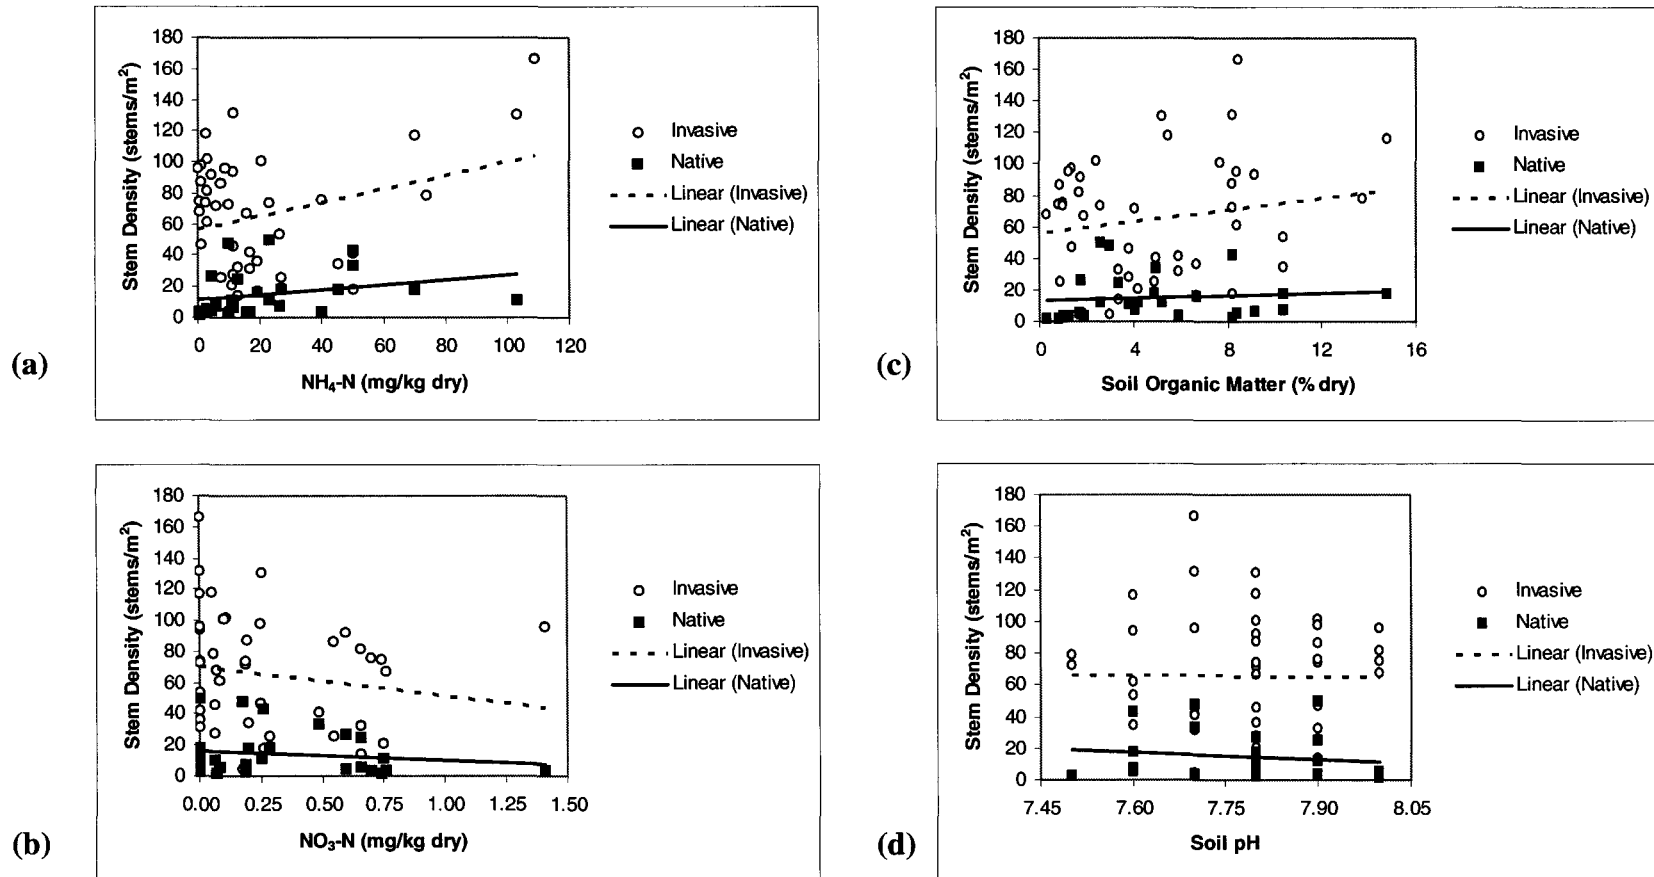 (a)
Stem Density (stems/m²)
180
160
140
120
100
80
60
40
20
0
0 20 40 60 80 100 120
NH₄-N (mg/kg dry)
Invasive
Native
Linear (Invasive)
Linear (Native)
(c)
Stem Density (stems/m²)
180
160
140
120
100
80
60
40
20
0
0 4 8 12 16
Soil Organic Matter (% dry)
Invasive
Native
Linear (Invasive)
Linear (Native)
(b)
Stem Density (stems/m²)
180
160
140
120
100
80
60
40
20
0
0.00 0.25 0.50 0.75 1.00 1.25 1.50
NO₃-N (mg/kg dry)
Invasive
Native
Linear (Invasive)
Linear (Native)
(d)
Stem Density (stems/m²)
180
160
140
120
100
80
60
40
20
0
7.45 7.60 7.75 7.90 8.05
Soil pH
Invasive
Native
Linear (Invasive)
Linear (Native)